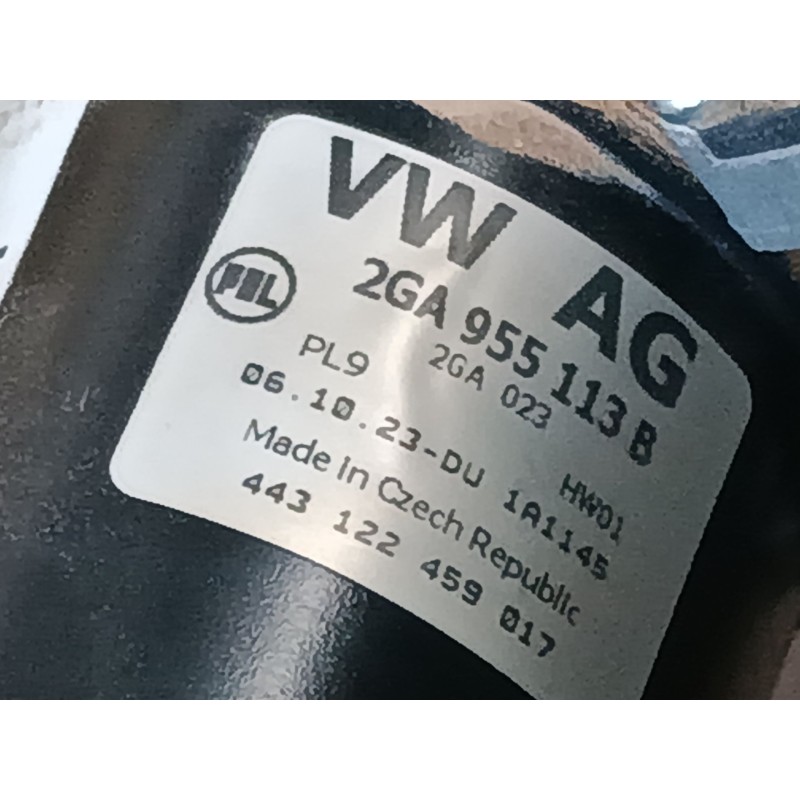 VW AG
2GA 955 113 B
PAL
PL9 2GA 023 HW01
06.10.23-DU 1A1145
Made in Czech Republic
443 122 459 017